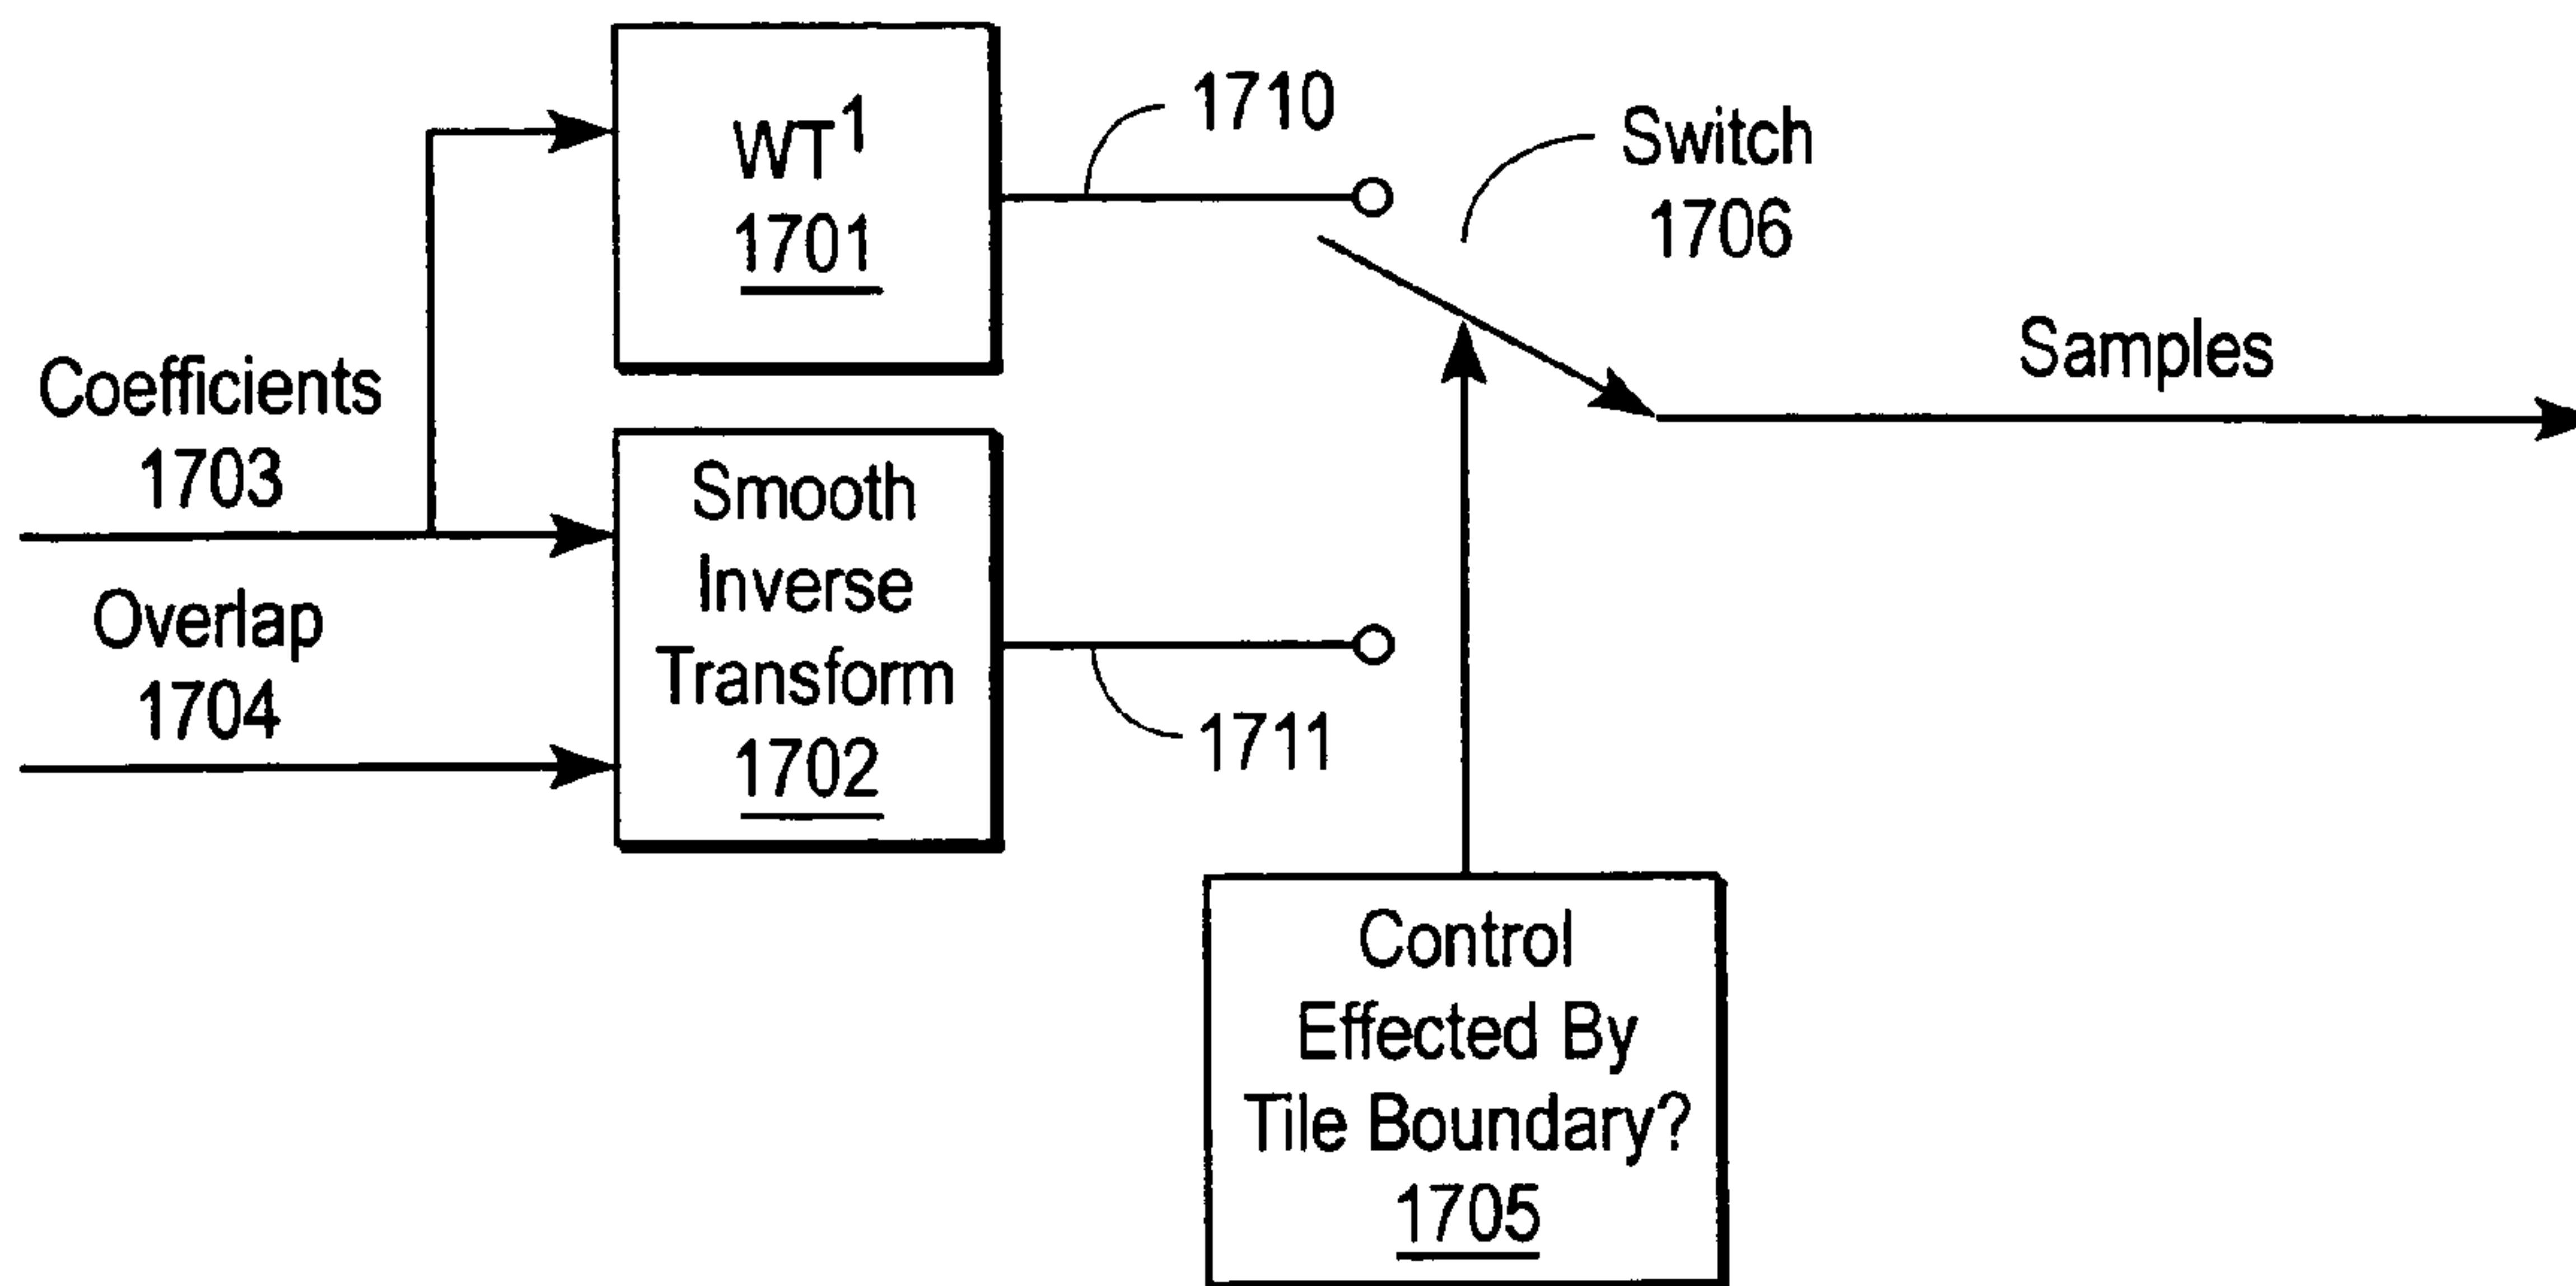 WT1
1701
1710
Switch
1706
Coefficients
1703
Samples
Smooth
Inverse
Transform
1702
Overlap
1704
1711
Control
Effected By
Tile Boundary?
1705